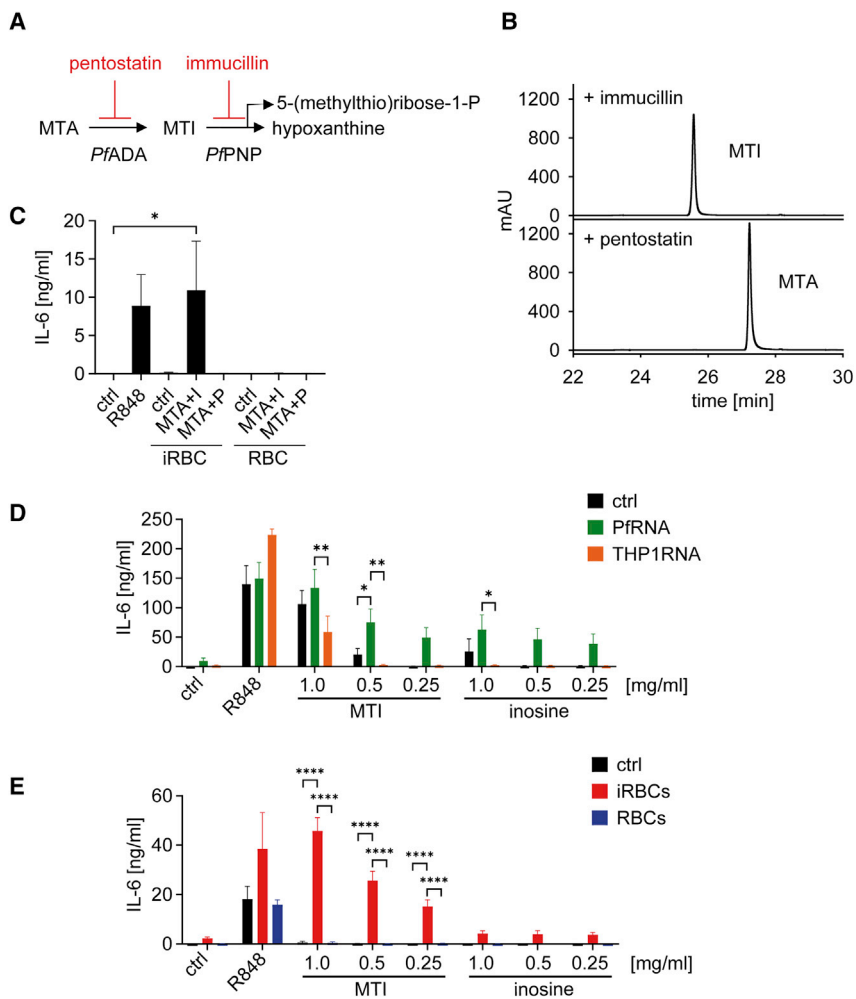 A
pentostatin immucillin
5-(methylthio)ribose-1-P
MTA MTI hypoxanthine
PfADA PfPNP
B
+ immucillin
MTI
1200
800
400
0
mAU
+ pentostatin
MTA
1200
800
400
0
22 24 26 28 30
time [min]
C
*
20
15
10
5
0
IL-6 [ng/ml]
ctrl R848 ctrl MTA+I MTA+P ctrl MTA+I MTA+P
iRBC RBC
D
ctrl
PfRNA
THP1RNA
250
200
150
100
50
0
IL-6 [ng/ml]
** * ** *
ctrl R848 1.0 0.5 0.25 1.0 0.5 0.25 [mg/ml]
MTI inosine
E
ctrl
iRBCs
RBCs
60
40
20
0
IL-6 [ng/ml]
**** **** **** **** **** ****
ctrl R848 1.0 0.5 0.25 1.0 0.5 0.25 [mg/ml]
MTI inosine